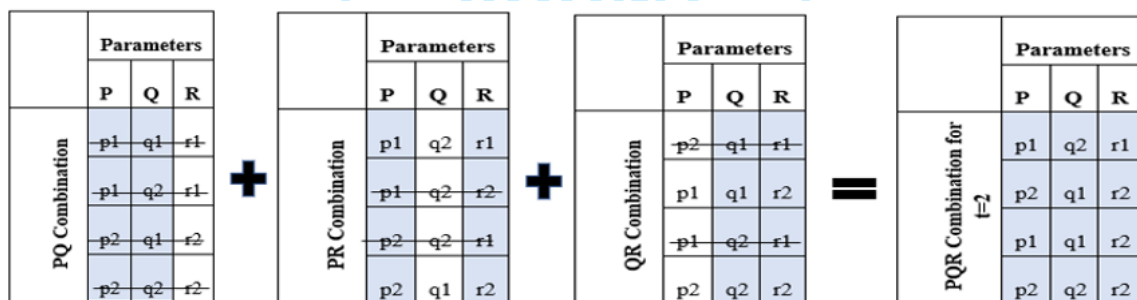 Parameters
P Q R
PQ Combination
p1 q1 r1
p1 q2 r1
p2 q1 r2
p2 q2 r2
Parameters
P Q R
PR Combination
p1 q2 r1
p1 q2 r2
p2 q2 r1
p2 q1 r2
Parameters
P Q R
QR Combination
p2 q1 r1
p1 q1 r2
p1 q2 r1
p2 q2 r2
Parameters
P Q R
PQR Combination for
t=2
p1 q2 r1
p2 q1 r2
p1 q1 r2
p2 q2 r2